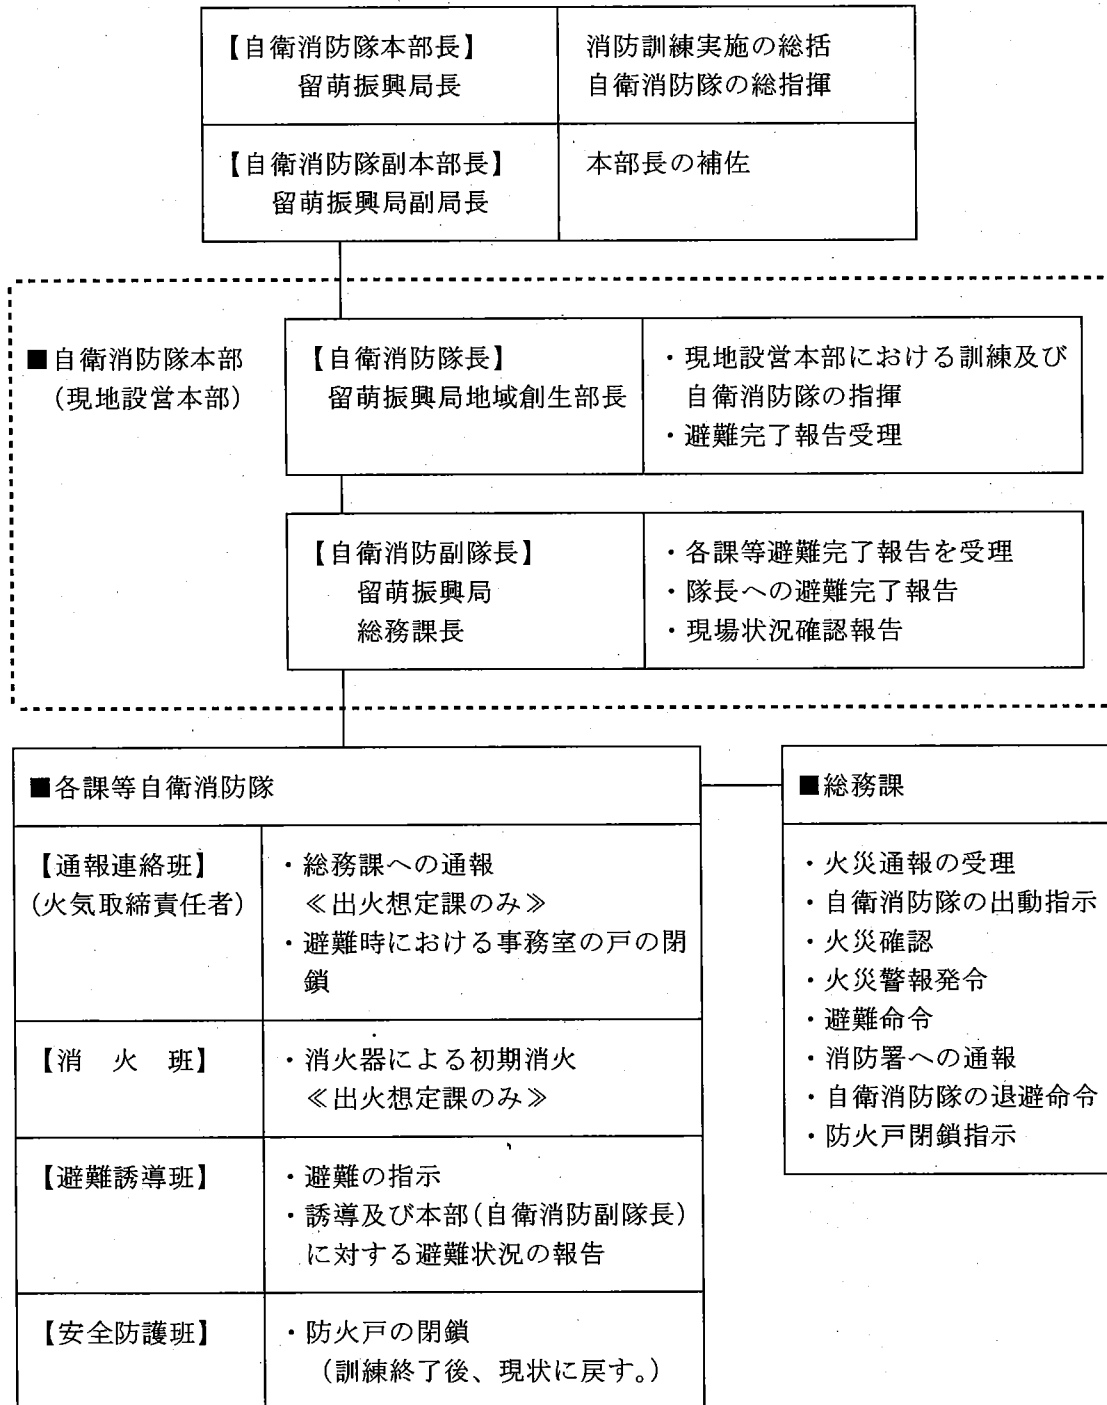 【自衛消防隊本部長】
留萌振興局長
消防訓練実施の総括
自衛消防隊の総指揮
【自衛消防隊副本部長】
留萌振興局副局長
本部長の補佐
■自衛消防隊本部
（現地設営本部）
【自衛消防隊長】
留萌振興局地域創生部長
・現地設営本部における訓練及び
自衛消防隊の指揮
・避難完了報告受理
【自衛消防副隊長】
留萌振興局
総務課長
・各課等避難完了報告を受理
・隊長への避難完了報告
・現場状況確認報告
■各課等自衛消防隊
【通報連絡班】
(火気取締責任者)
・総務課への通報
≪出火想定課のみ≫
・避難時における事務室の戸の閉
鎖
【消　火　班】
・消火器による初期消火
≪出火想定課のみ≫
【避難誘導班】
・避難の指示
・誘導及び本部(自衛消防副隊長)
に対する避難状況の報告
【安全防護班】
・防火戸の閉鎖
（訓練終了後、現状に戻す。）
■総務課
・火災通報の受理
・自衛消防隊の出動指示
・火災確認
・火災警報発令
・避難命令
・消防署への通報
・自衛消防隊の退避命令
・防火戸閉鎖指示